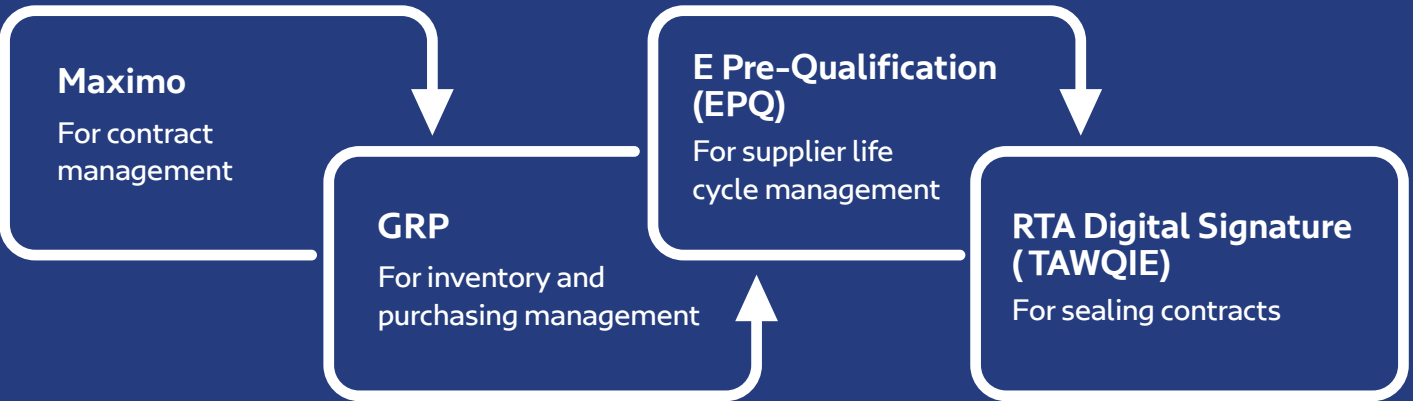 Maximo
For contract
management
GRP
For inventory and
purchasing management
E Pre-Qualification
(EPQ)
For supplier life
cycle management
RTA Digital Signature
( TAWQIE)
For sealing contracts